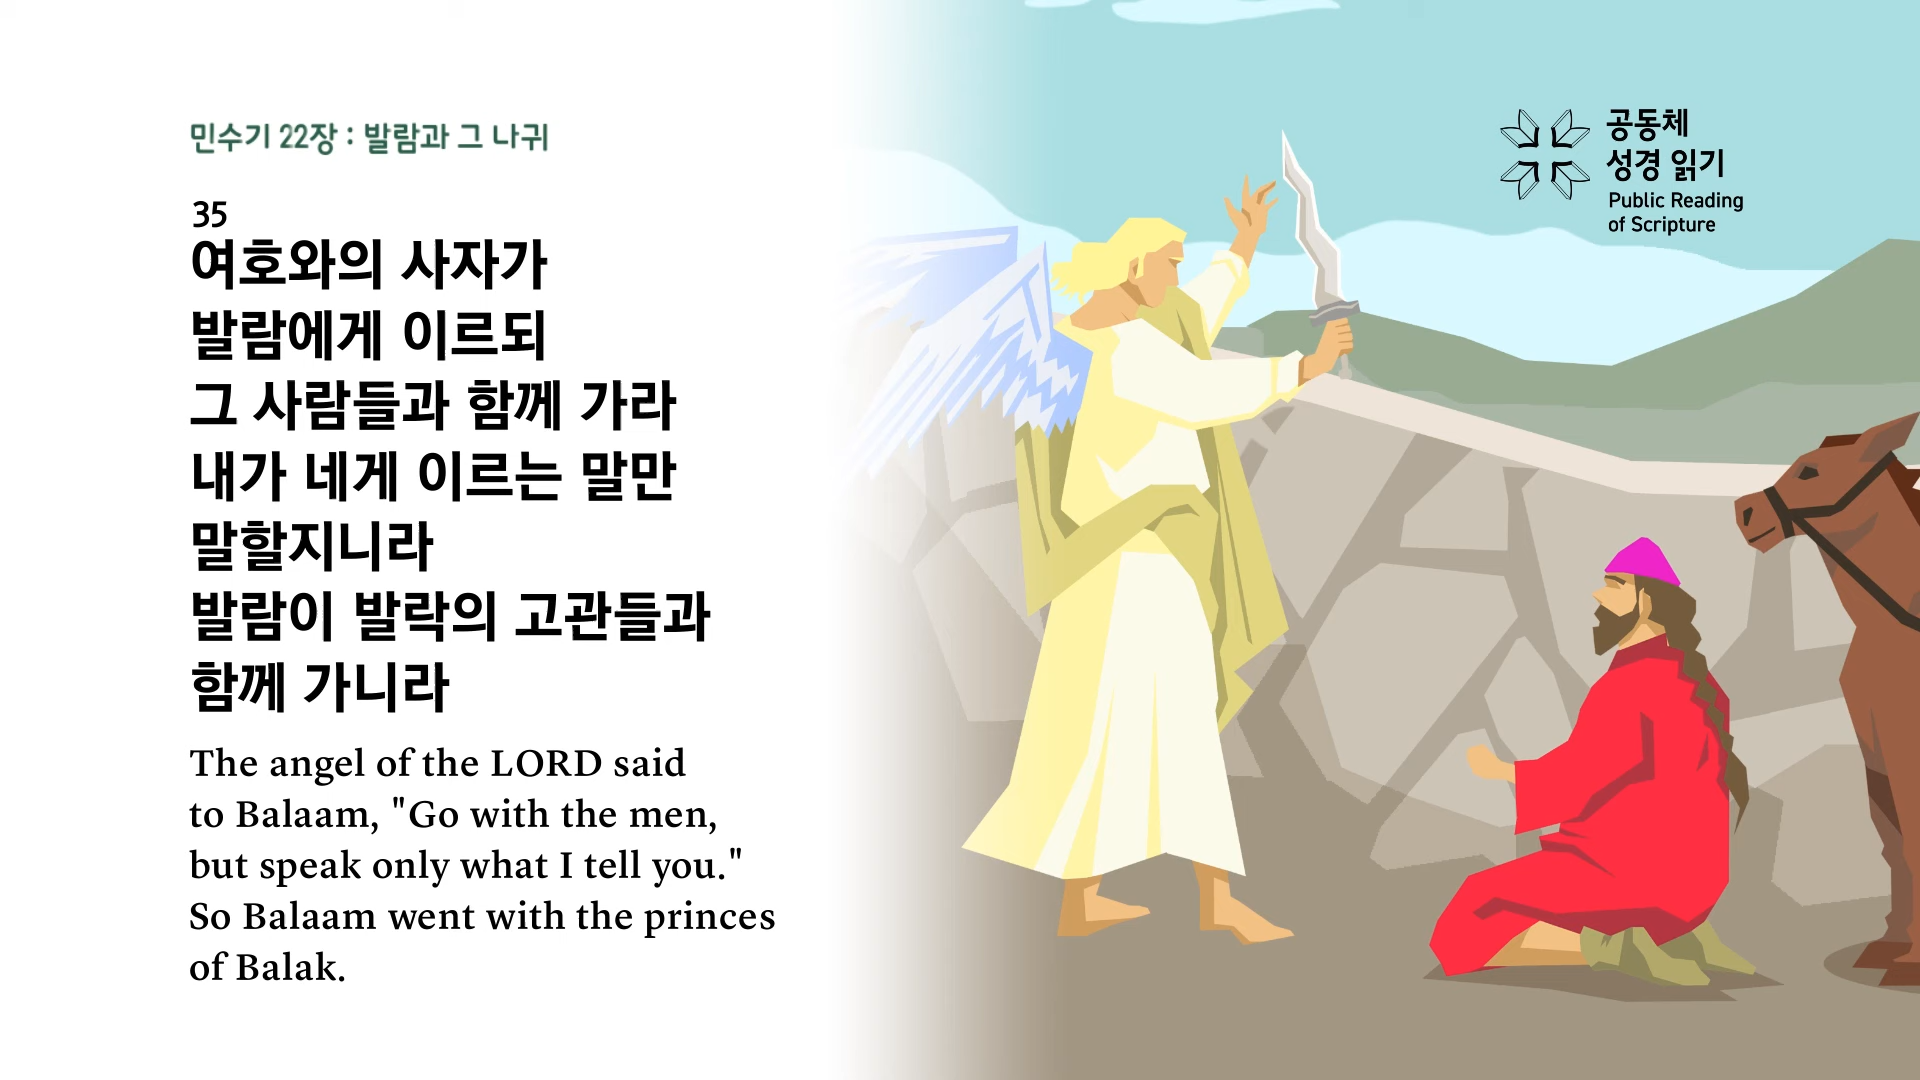 민수기 22장 : 발람과 그 나귀
35
여호와의 사자가
발람에게 이르되
그 사람들과 함께 가라
내가 네게 이르는 말만
말할지니라
발람이 발락의 고관들과
함께 가니라
The angel of the LORD said
to Balaam, "Go with the men,
but speak only what I tell you."
So Balaam went with the princes
of Balak.
공동체
성경 읽기
Public Reading
of Scripture